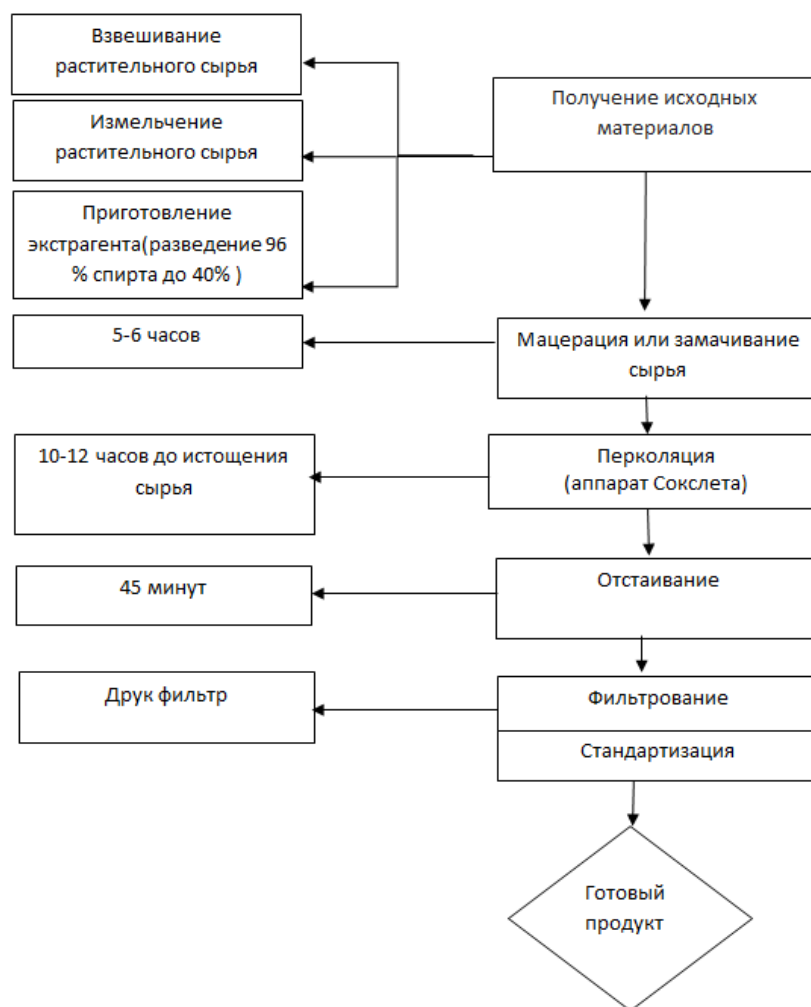 Взвешивание
растительного сырья
Получение исходных
материалов
Измельчение
растительного сырья
Приготовление
экстрагента(разведение 96
% спирта до 40% )
5-6 часов
Мацерация или замачивание
сырья
10-12 часов до истощения
сырья
Перколяция
(аппарат Сокслета)
45 минут
Отстаивание
Друк фильтр
Фильтрование
Стандартизация
Готовый
продукт